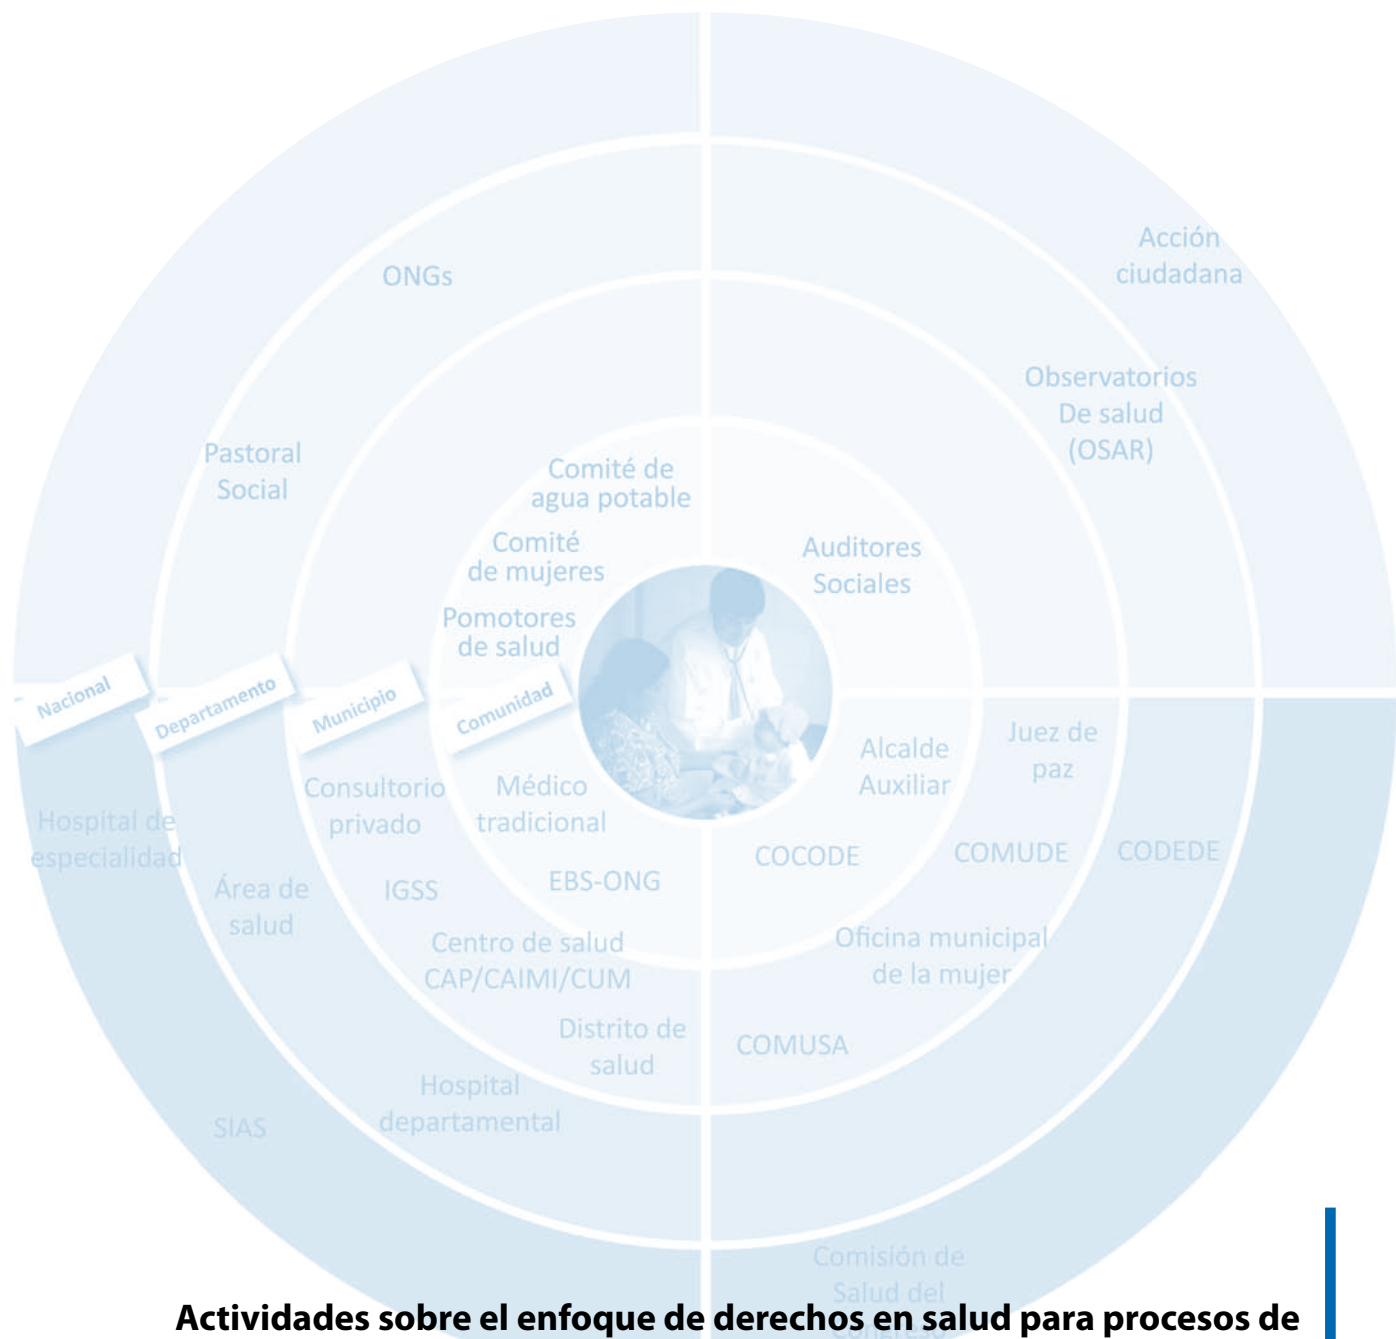 Acción
ciudadana
ONGs
Observatorios
De salud
(OSAR)
Pastoral
Social
Comité de
agua potable
Comité
de mujeres
Auditores
Sociales
Pomotores
de salud
Nacional
Departamento
Municipio
Comunidad
Juez de
paz
Alcalde
Auxiliar
Consultorio
privado
Médico
tradicional
Hospital de
especialidad
COCODE
COMUDE
CODEDE
Área de
salud
IGSS
EBS-ONG
Centro de salud
CAP/CAIMI/CUM
Oficina municipal
de la mujer
Distrito de
salud
COMUSA
Hospital
departamental
SIAS
Comisión de
Salud del
Congreso
Actividades sobre el enfoque de derechos en salud para procesos de